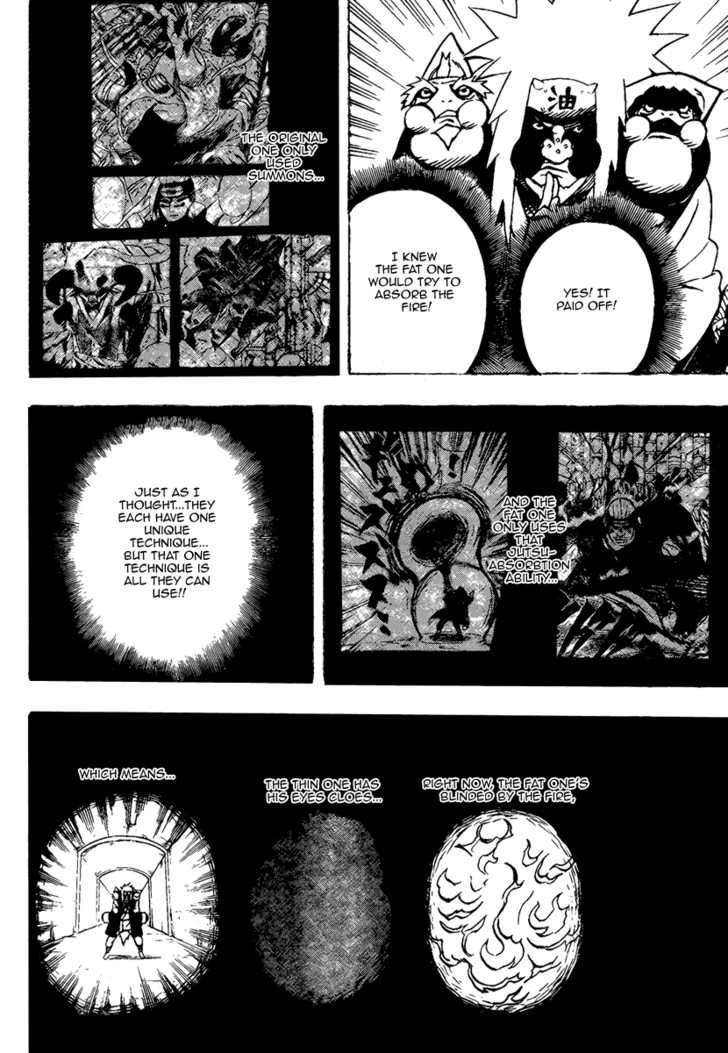 YES! IT
PAID OFF!
I KNEW
THE FAT ONE
WOULD TRY TO
ABSORB THE
FIRE!
油
THE ORIGINAL
ONE ONLY
USED
SUMMONS...
AND THE
FAT ONE
ONLY USES
THAT
JUTSU-
ABSORBTION
ABILITY...
JUST AS I
THOUGHT...THEY
EACH HAVE ONE
UNIQUE
TECHNIQUE...
BUT THAT ONE
TECHNIQUE IS
ALL THEY CAN
USE!!
RIGHT NOW, THE FAT ONE'S
BLINDED BY THE FIRE,
THE THIN ONE HAS
HIS EYES CLOES...
WHICH MEANS...